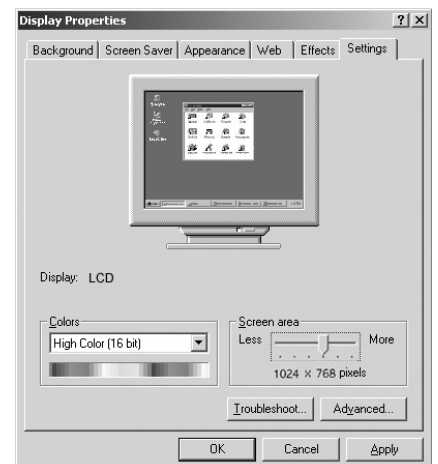 Display Properties ? ×
Background Screen Saver Appearance Web Effects Settings
Display: LCD
Colors
High Color (16 bit)
Screen area
Less More
1024 × 768 pixels
Troubleshoot... Advanced...
OK Cancel Apply